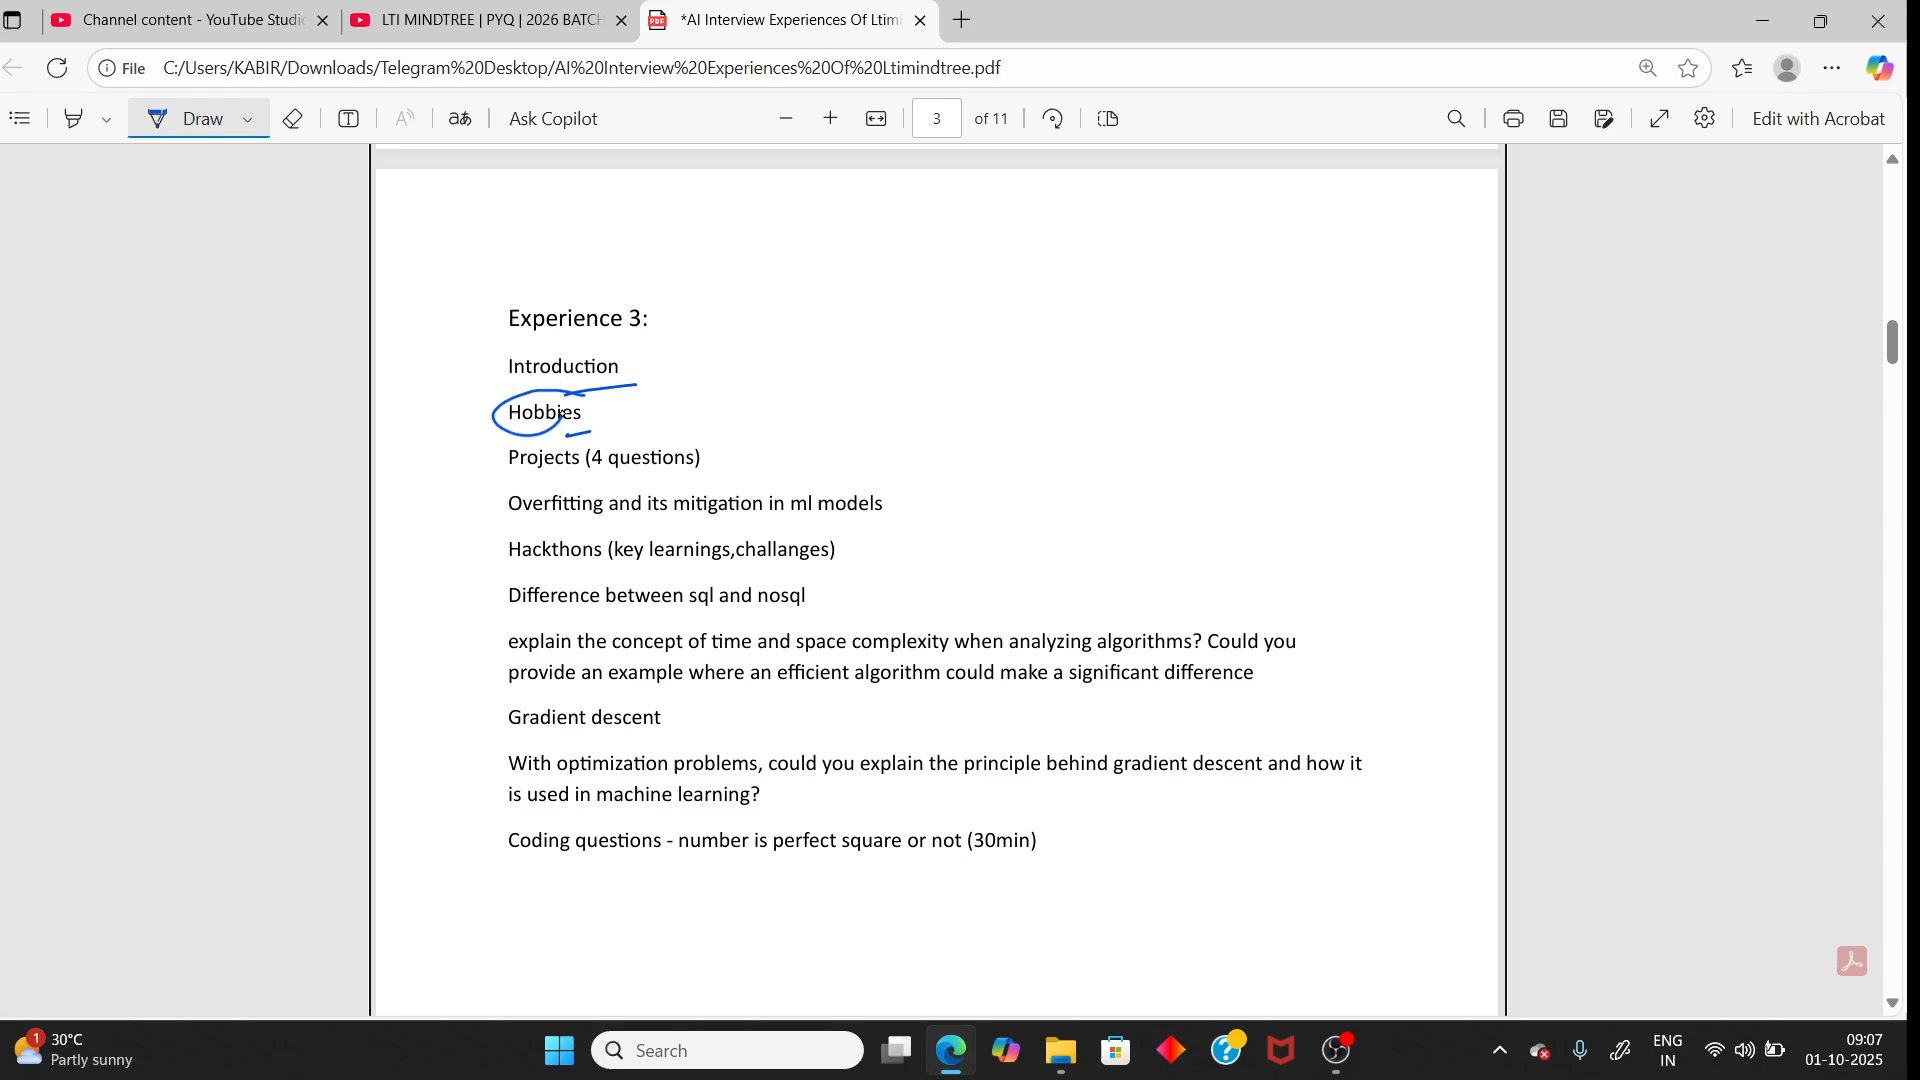 Channel content - YouTube Studio
LTI MINDTREE | PYQ | 2026 BATCH
*AI Interview Experiences Of Ltimi
File
C:/Users/KABIR/Downloads/Telegram%20Desktop/AI%20Interview%20Experiences%20Of%20Ltimindtree.pdf
Draw
Ask Copilot
3
of 11
Edit with Acrobat
Experience 3:
Introduction
Hobbies
Projects (4 questions)
Overfitting and its mitigation in ml models
Hackthons (key learnings,challanges)
Difference between sql and nosql
explain the concept of time and space complexity when analyzing algorithms? Could you
provide an example where an efficient algorithm could make a significant difference
Gradient descent
With optimization problems, could you explain the principle behind gradient descent and how it
is used in machine learning?
Coding questions - number is perfect square or not (30min)
1
30°C
Partly sunny
Search
ENG
IN
09:07
01-10-2025